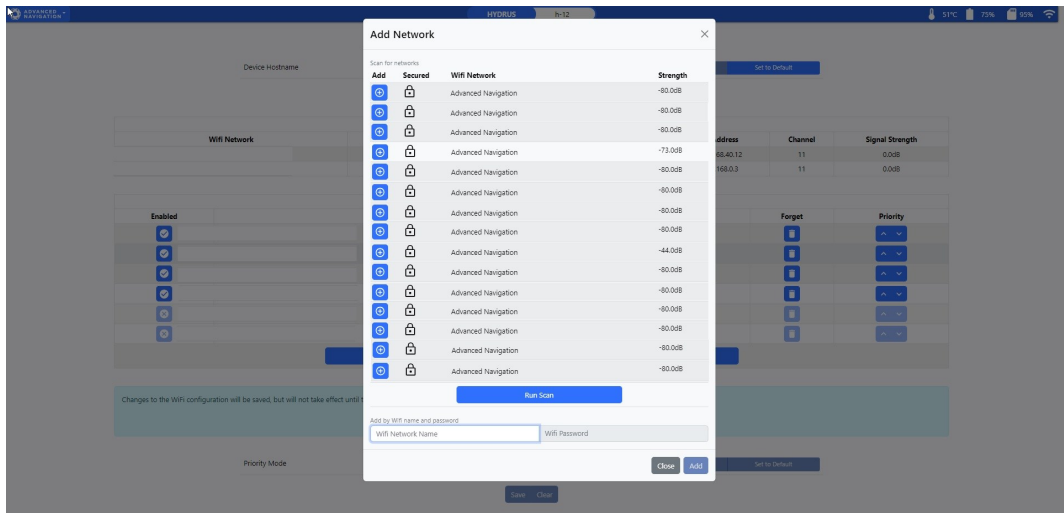 ADVANCED NAVIGATION
HYDRUS h-12
51°C 75% 95%
Add Network
Device Hostname
Set to Default
Scan for networks
Add Secured Wifi Network Strength
Advanced Navigation -80.0dB
Advanced Navigation -80.0dB
Advanced Navigation -80.0dB
Advanced Navigation -73.0dB
Advanced Navigation -80.0dB
Advanced Navigation -80.0dB
Advanced Navigation -80.0dB
Advanced Navigation -80.0dB
Advanced Navigation -44.0dB
Advanced Navigation -80.0dB
Advanced Navigation -80.0dB
Advanced Navigation -80.0dB
Advanced Navigation -80.0dB
Advanced Navigation -80.0dB
Advanced Navigation -80.0dB
Wifi Network Channel Signal Strength
68.40.12 11 0.0dB
168.0.3 11 0.0dB
Enabled Forget Priority
Run Scan
Changes to the WiFi configuration will be saved, but will not take effect until
Add by Wifi name and password
Wifi Network Name Wifi Password
Close Add
Priority Mode
Set to Default
Save Clear